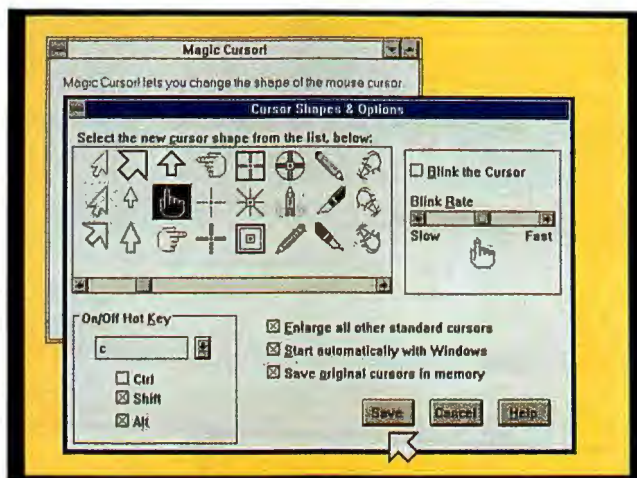 Magic Cursor!
Magic Cursor! lets you change the shape of the mouse cursor.
Cursor Shapes & Options
Select the new cursor shape from the list, below:
Blink the Cursor
Blink Rate
Slow Fast
On/Off Hot Key
c
Ctrl
Shift
Alt
Enlarge all other standard cursors
Start automatically with Windows
Save original cursors in memory
Save Cancel Help